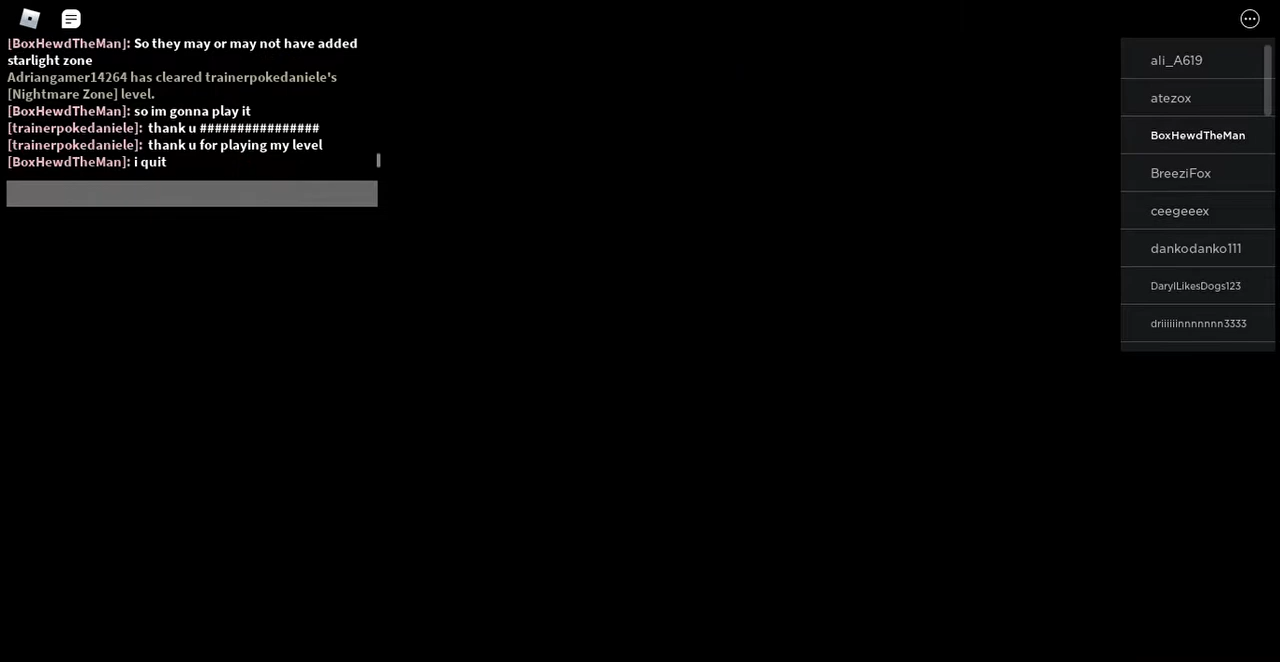 [BoxHewdTheMan]: So they may or may not have added
starlight zone
Adriangamer14264 has cleared trainerpokedaniele's
[Nightmare Zone] level.
[BoxHewdTheMan]: so im gonna play it
[trainerpokedaniele]: thank u ################
[trainerpokedaniele]: thank u for playing my level
[BoxHewdTheMan]: i quit
ali_A619
atezox
BoxHewdTheMan
BreeziFox
ceegeeex
dankodanko111
DarylLikesDogs123
driiiiiinnnnnnn3333